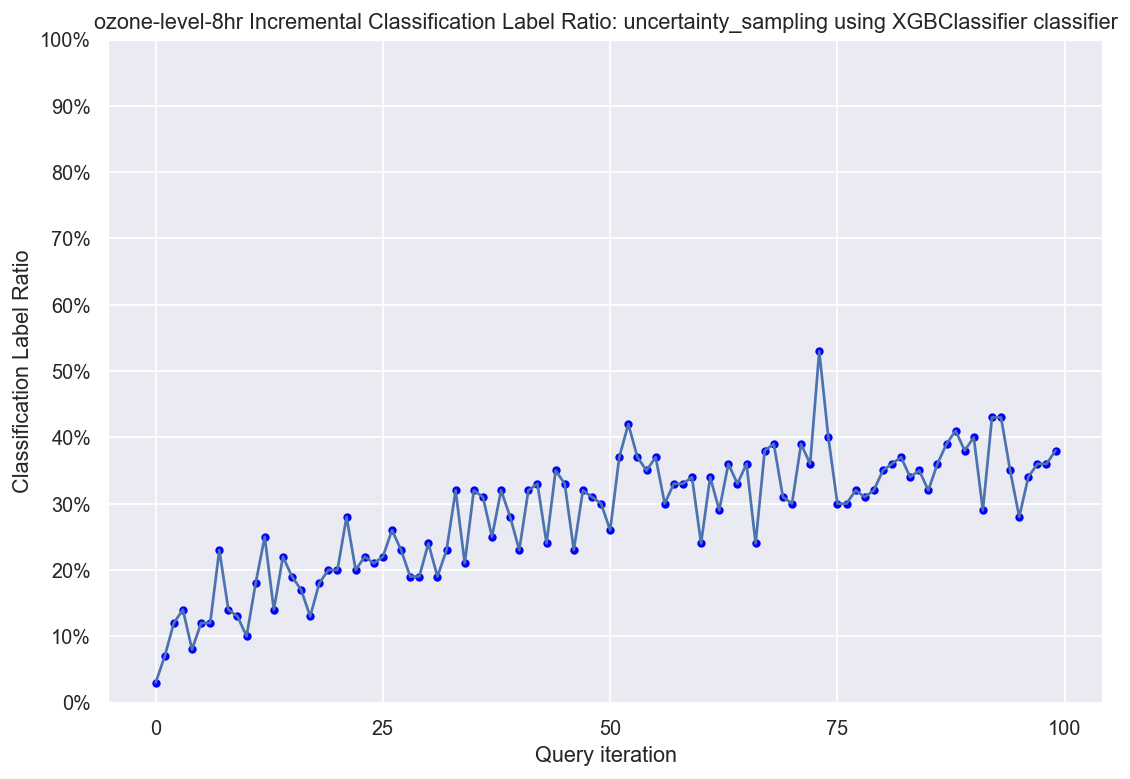 ozone-level-8hr Incremental Classification Label Ratio: uncertainty_sampling using XGBClassifier classifier
100%
90%
80%
70%
60%
50%
40%
30%
20%
10%
0%
Classification Label Ratio
0 25 50 75 100
Query iteration